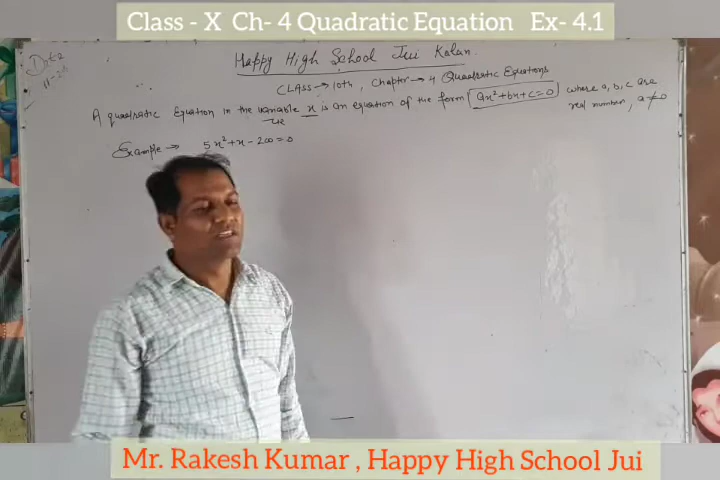 Class - X Ch- 4 Quadratic Equation Ex- 4.1
Happy High School Jui Kalan.
CLASS → 10th, Chapter → 4 Quadratic Equations
A quadratic Equation in the variable x is an equation of the form ax²+bx+c=0 where a, b, c are
real number, a≠0
Example → 5x²+x-200=0
Mr. Rakesh Kumar , Happy High School Jui